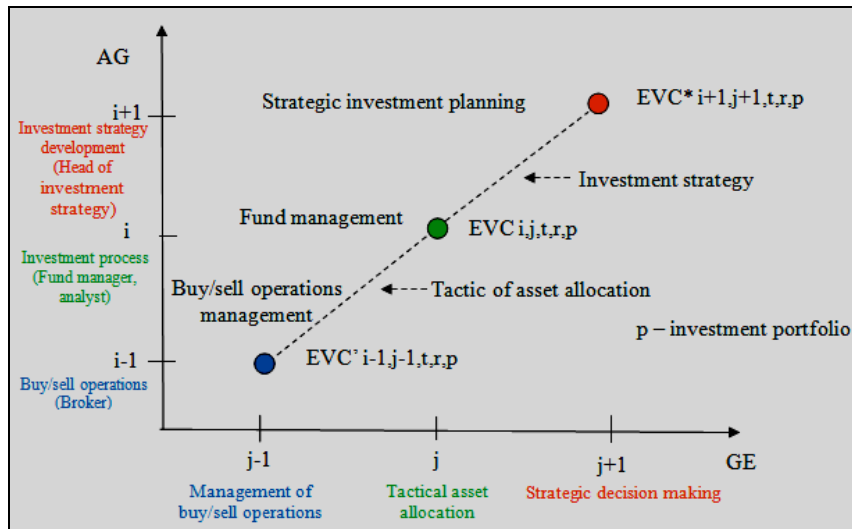 AG
i+1
Investment strategy
development
(Head of
investment
strategy)
i
Investment process
(Fund manager,
analyst)
i-1
Buy/sell operations
(Broker)
Strategic investment planning
EVC* i+1,j+1,t,r,p
Investment strategy
Fund management
EVC i,j,t,r,p
Buy/sell operations
management
Tactic of asset allocation
p – investment portfolio
EVC' i-1,j-1,t,r,p
j-1
j
j+1
GE
Management of
buy/sell operations
Tactical asset
allocation
Strategic decision making